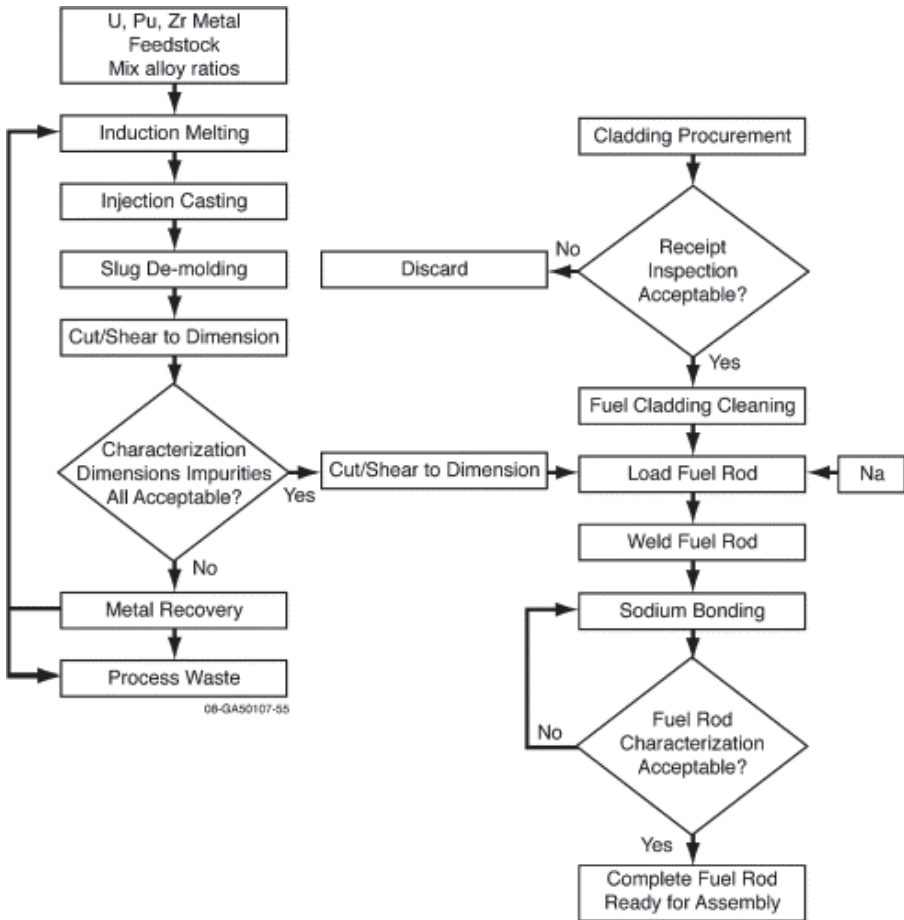 U, Pu, Zr Metal
Feedstock
Mix alloy ratios
Induction Melting
Injection Casting
Slug De-molding
Cut/Shear to Dimension
Characterization
Dimensions Impurities
All Acceptable?
Yes
No
Metal Recovery
Process Waste
08-GA50107-55
Cut/Shear to Dimension
Cladding Procurement
Receipt
Inspection
Acceptable?
No
Discard
Yes
Fuel Cladding Cleaning
Load Fuel Rod
Na
Weld Fuel Rod
Sodium Bonding
Fuel Rod
Characterization
Acceptable?
No
Yes
Complete Fuel Rod
Ready for Assembly